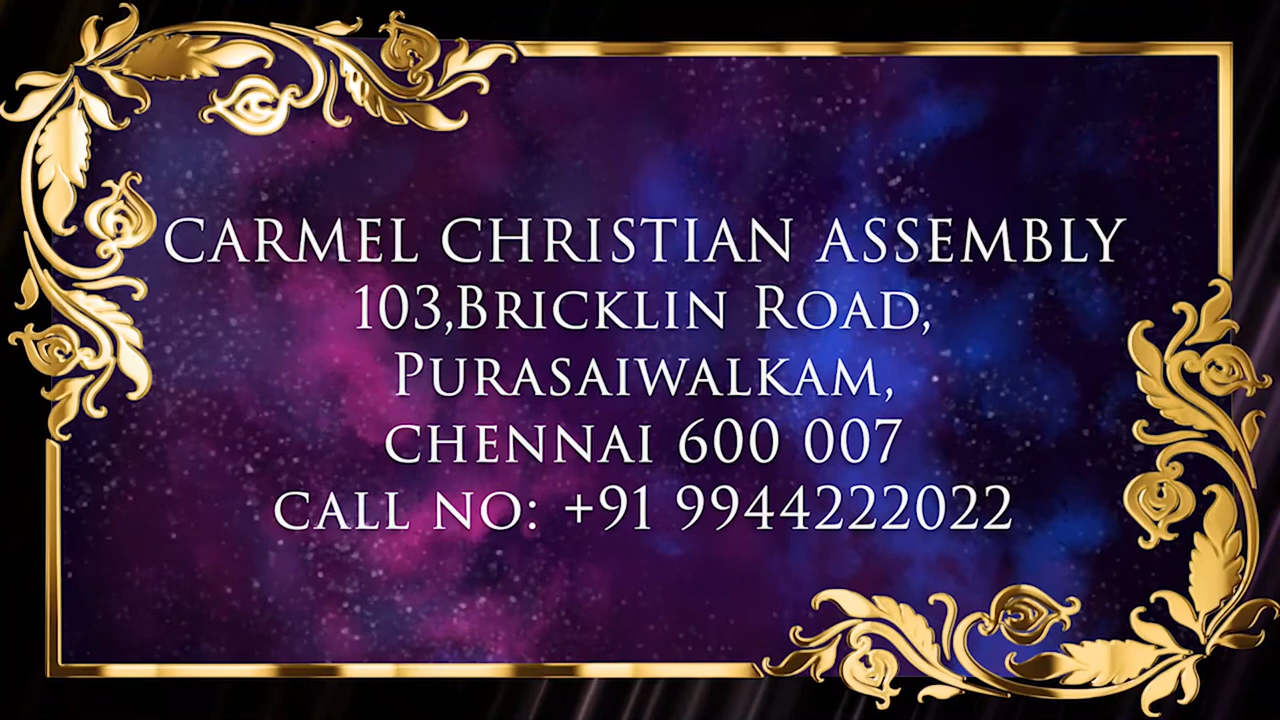 CARMEL CHRISTIAN ASSEMBLY
103,BRICKLIN ROAD,
PURASAIWALKAM,
CHENNAI 600 007
CALL NO: +91 9944222022